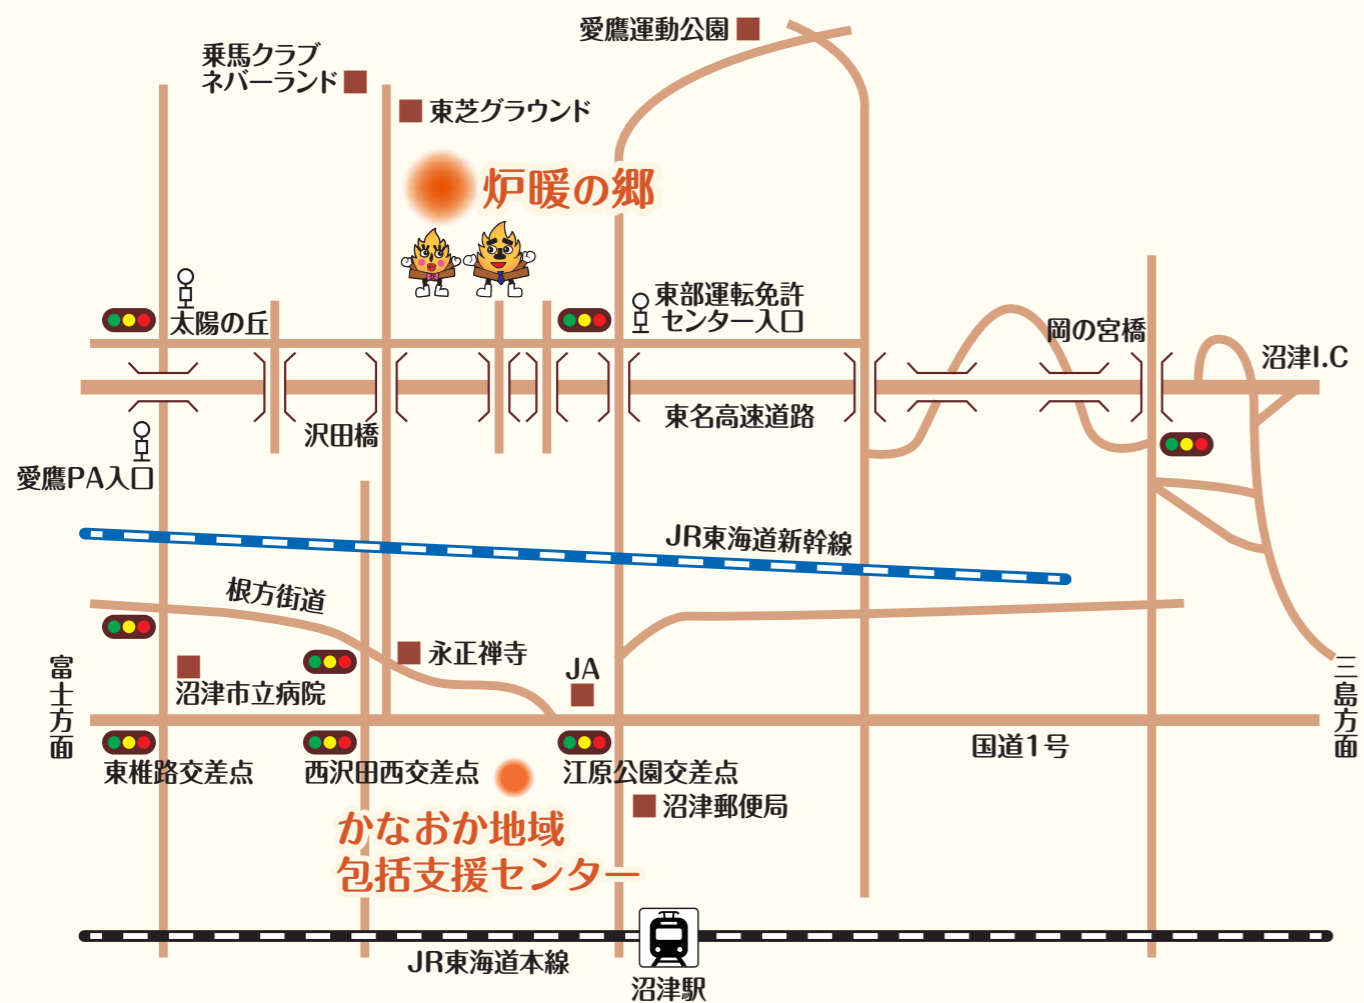 愛鷹運動公園
乗馬クラブ
ネバーランド
東芝グラウンド
炉暖の郷
太陽の丘
東部運転免許
センター入口
岡の宮橋
沼津I.C
沢田橋
東名高速道路
愛鷹PA入口
JR東海道新幹線
根方街道
永正禅寺
JA
沼津市立病院
富士方面
三島方面
国道1号
東椎路交差点
西沢田西交差点
江原公園交差点
沼津郵便局
かなおか地域
包括支援センター
JR東海道本線
沼津駅